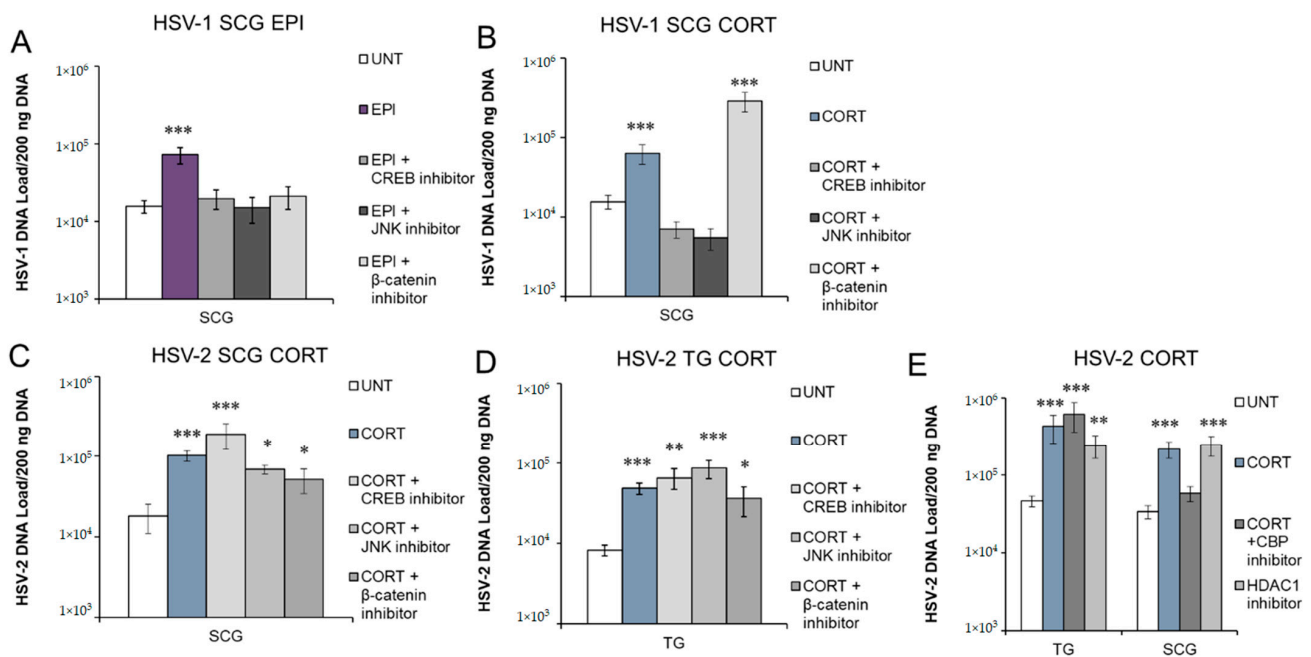 A
HSV-1 SCG EPI
HSV-1 DNA Load/200 ng DNA
1×10⁶
1×10⁵
1×10⁴
1×10³
***
SCG
UNT
EPI
EPI +
CREB inhibitor
EPI +
JNK inhibitor
EPI +
β-catenin
inhibitor
B
HSV-1 SCG CORT
HSV-1 DNA Load/200 ng DNA
1×10⁶
1×10⁵
1×10⁴
1×10³
***
***
SCG
UNT
CORT
CORT +
CREB inhibitor
CORT +
JNK inhibitor
CORT +
β-catenin
inhibitor
C
HSV-2 SCG CORT
HSV-2 DNA Load/200 ng DNA
1×10⁶
1×10⁵
1×10⁴
1×10³
***
***
*
*
SCG
UNT
CORT
CORT +
CREB inhibitor
CORT +
JNK inhibitor
CORT +
β-catenin
inhibitor
D
HSV-2 TG CORT
HSV-2 DNA Load/200 ng DNA
1×10⁶
1×10⁵
1×10⁴
1×10³
***
**
***
*
TG
UNT
CORT
CORT +
CREB inhibitor
CORT +
JNK inhibitor
CORT +
β-catenin
inhibitor
E
HSV-2 CORT
HSV-2 DNA Load/200 ng DNA
1×10⁶
1×10⁵
1×10⁴
1×10³
***
***
**
***
***
TG
SCG
UNT
CORT
CORT
+CBP
inhibitor
HDAC1
inhibitor